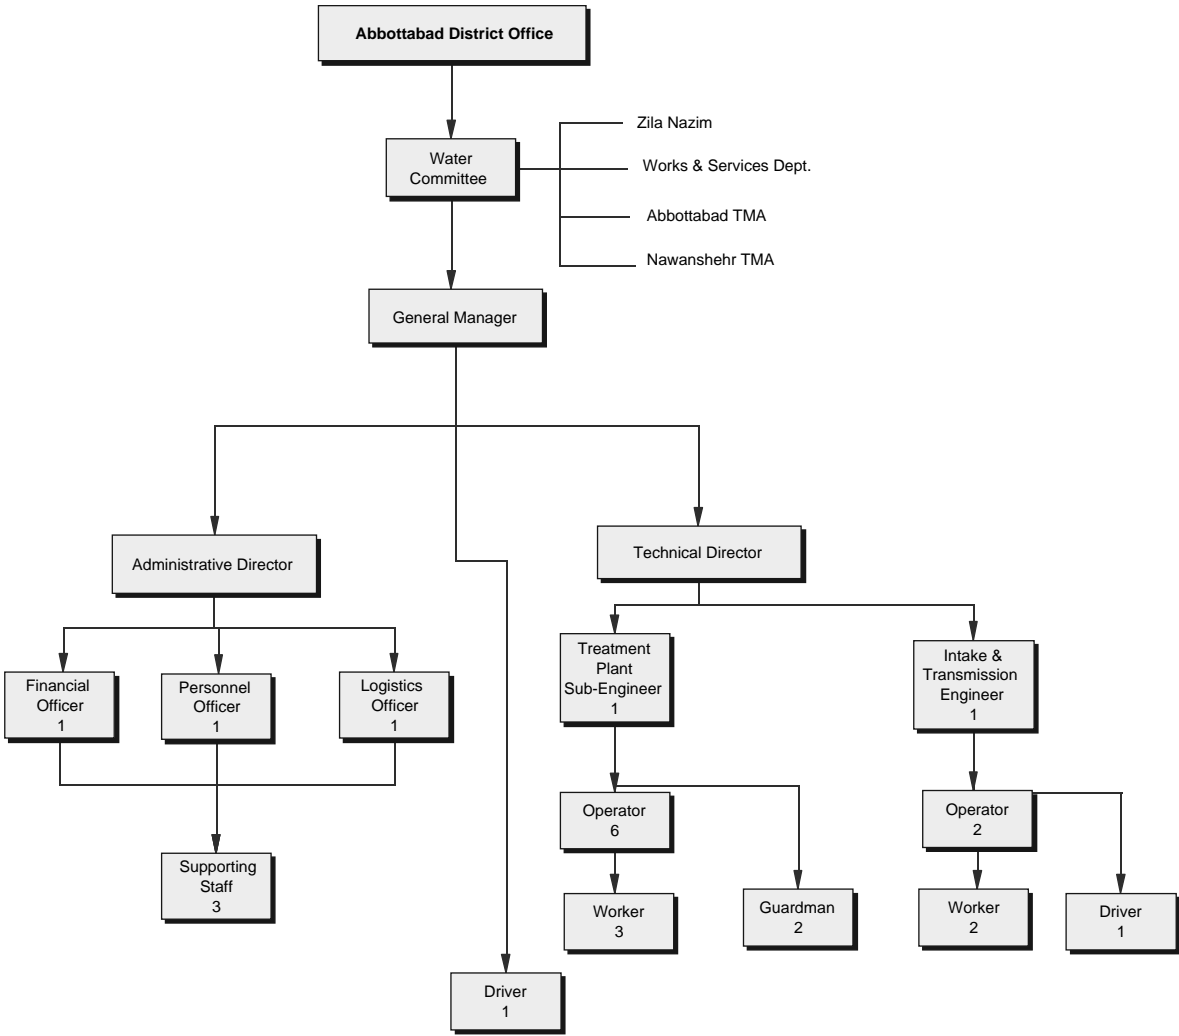 Abbottabad District Office
Zila Nazim
Water
Committee
Works & Services Dept.
Abbottabad TMA
Nawanshehr TMA
General Manager
Administrative Director
Technical Director
Financial
Officer
1
Personnel
Officer
1
Logistics
Officer
1
Treatment
Plant
Sub-Engineer
1
Intake &
Transmission
Engineer
1
Supporting
Staff
3
Operator
6
Operator
2
Worker
3
Guardman
2
Worker
2
Driver
1
Driver
1